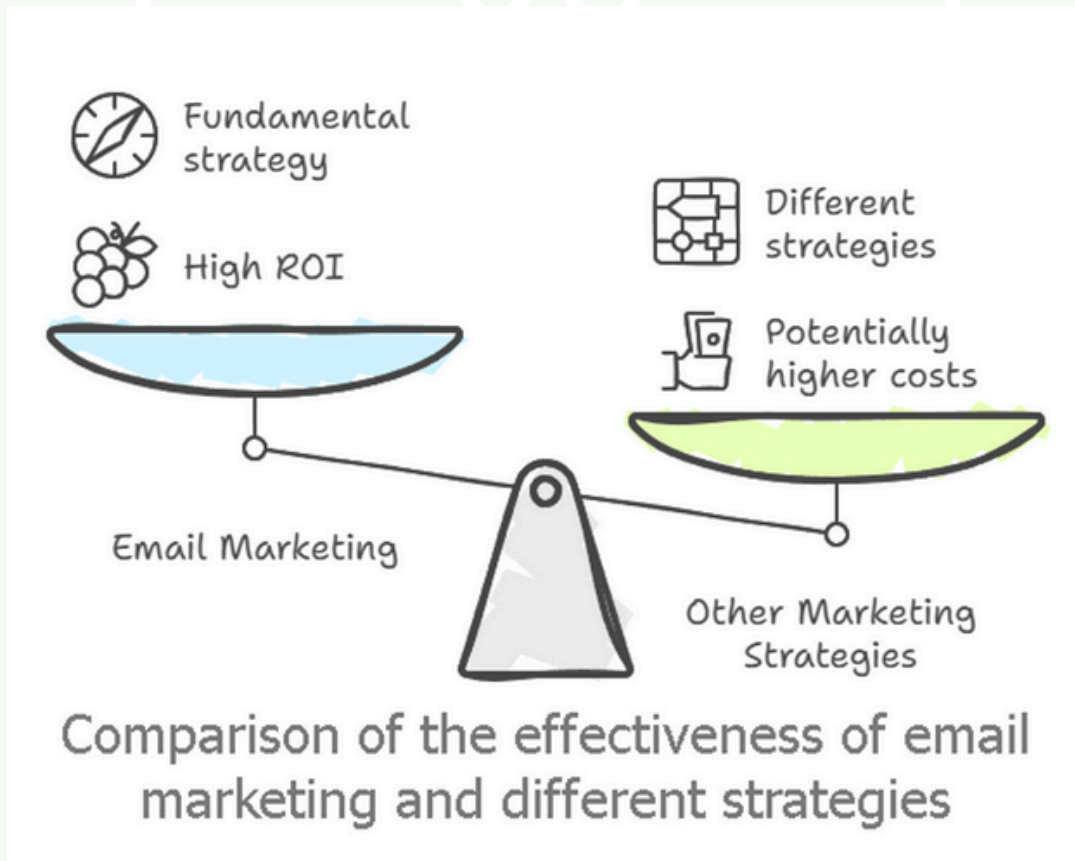 Fundamental
strategy
High ROI
Different
strategies
Potentially
higher costs
Email Marketing
Other Marketing
Strategies
Comparison of the effectiveness of email
marketing and different strategies